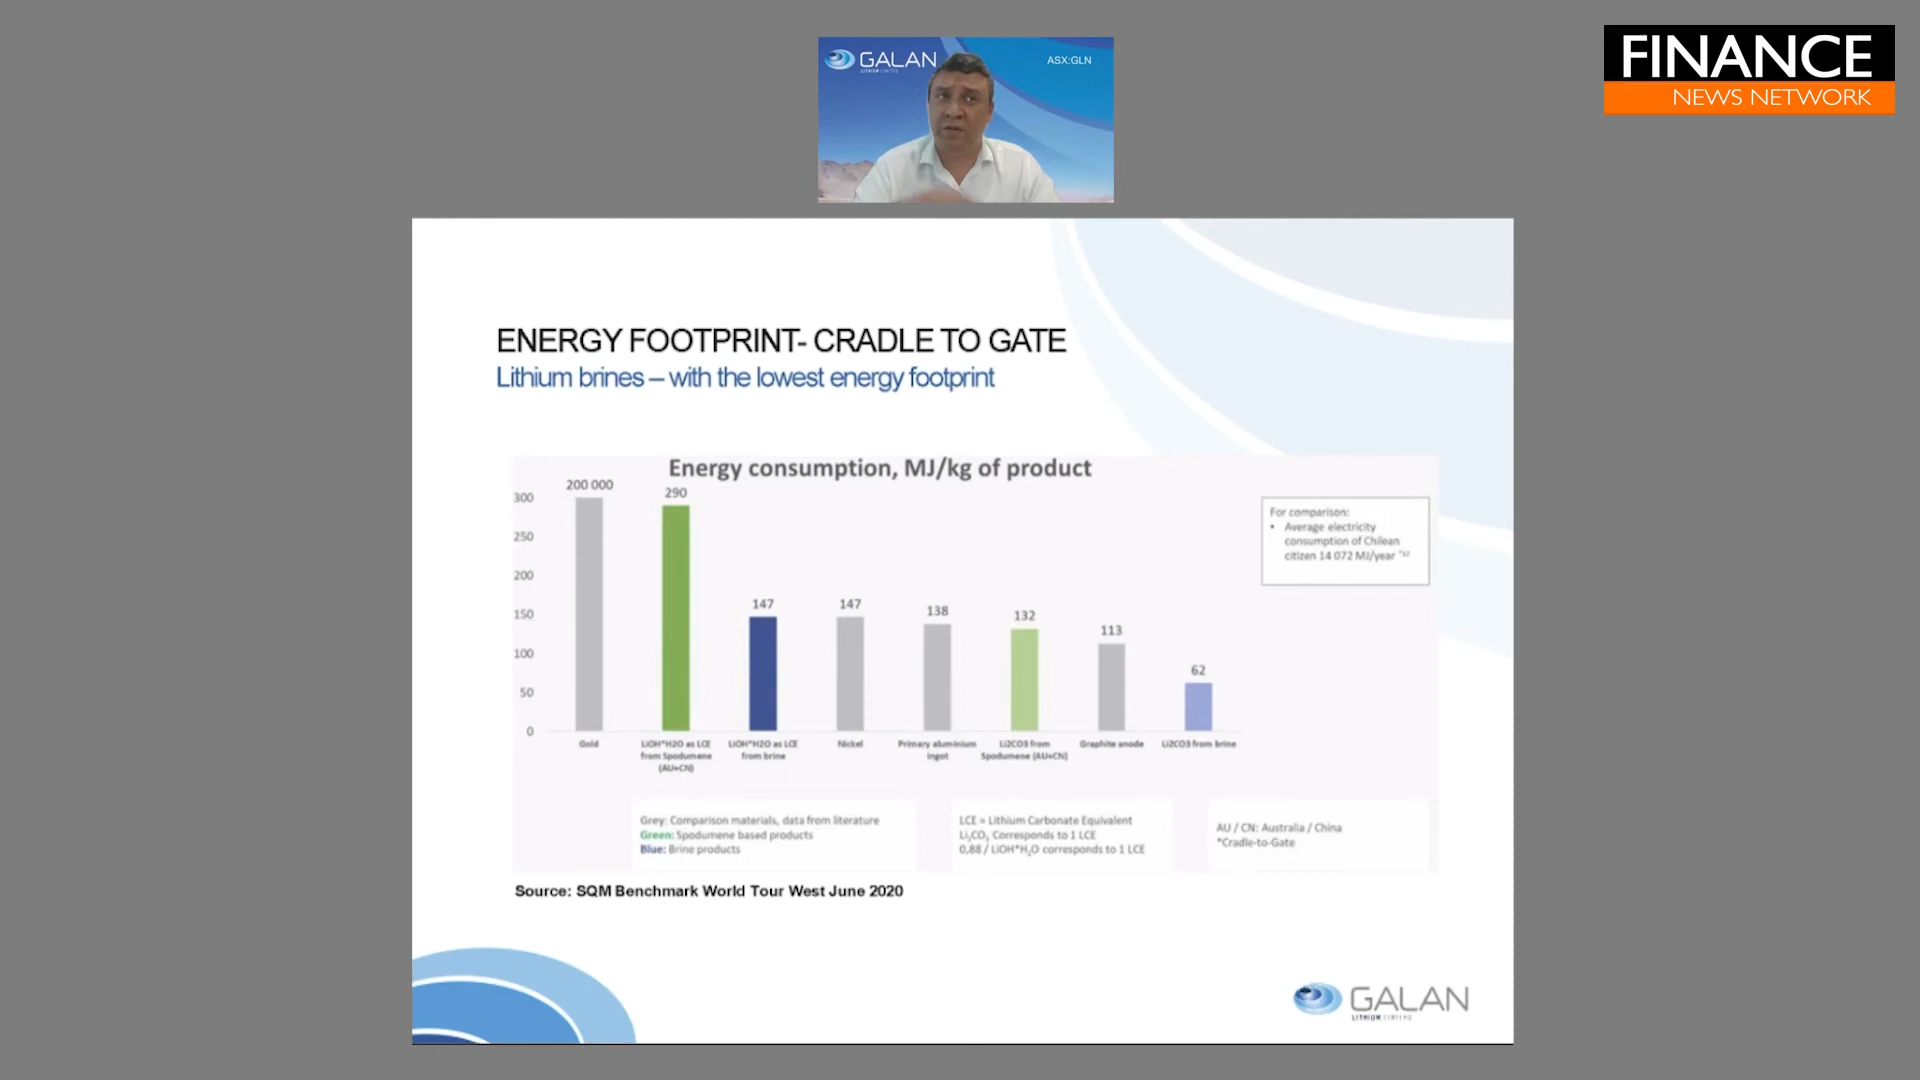 FINANCE
NEWS NETWORK
GALAN
LITHIUM LIMITED
ASX:GLN
ENERGY FOOTPRINT- CRADLE TO GATE
Lithium brines – with the lowest energy footprint
Energy consumption, MJ/kg of product
300
250
200
150
100
50
0
200 000
290
147
147
138
132
113
62
Gold
LiOH*H2O as LCE
from Spodumene
(AU+CN)
LiOH*H2O as LCE
from brine
Nickel
Primary aluminium
ingot
Li2CO3 from
Spodumene (AU+CN)
Graphite anode
Li2CO3 from brine
For comparison:
• Average electricity
consumption of Chilean
citizen 14 072 MJ/year
Grey: Comparison materials, data from literature
Green: Spodumene based products
Blue: Brine products
LCE = Lithium Carbonate Equivalent
Li₂CO₃ Corresponds to 1 LCE
0,88 / LiOH*H₂O corresponds to 1 LCE
AU / CN: Australia / China
*Cradle-to-Gate
Source: SQM Benchmark World Tour West June 2020
GALAN
LITHIUM LIMITED